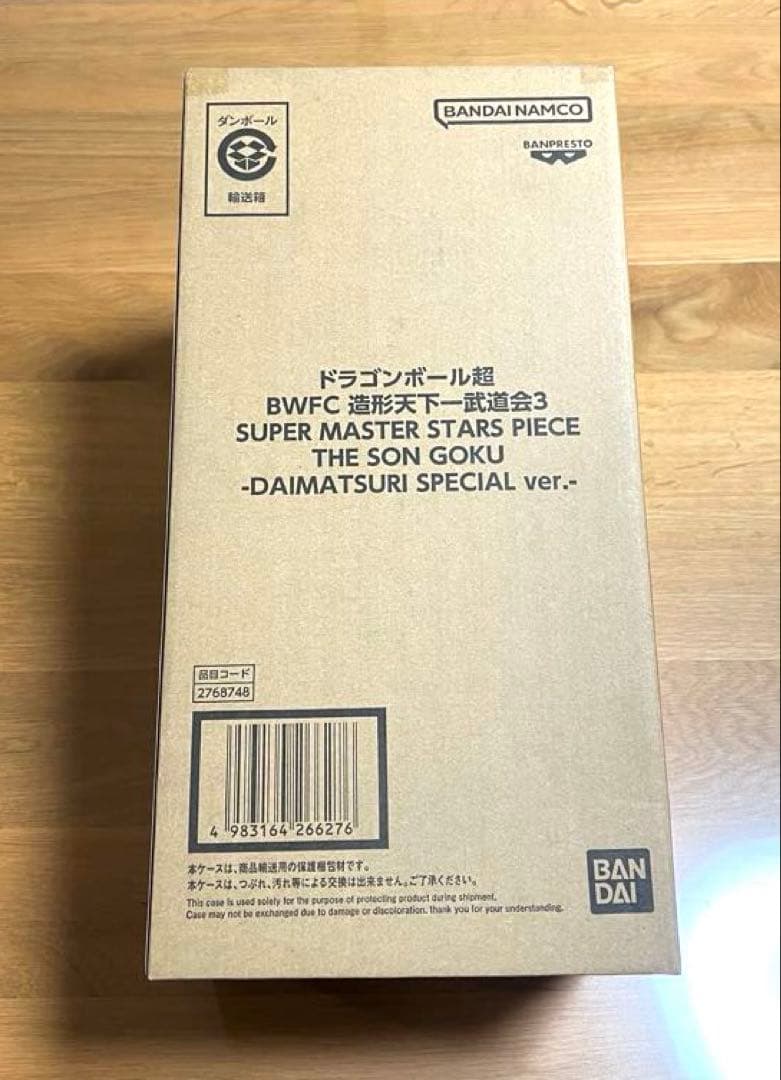 ダンボール
輸送箱
BANDAI NAMCO
BANPRESTO
ドラゴンボール超
BWFC 造形天下一武道会3
SUPER MASTER STARS PIECE
THE SON GOKU
-DAIMATSURI SPECIAL ver.-
品目コード
2768748
4 983164 266276
本ケースは、商品輸送用の保護梱包材です。
本ケースは、つぶれ、汚れ等による交換は出来ません。ご了承ください。
This case is used solely for the purpose of protecting product during shipment.
Case may not be exchanged due to damage or discoloration. thank you for your understanding.
BAN
DAI